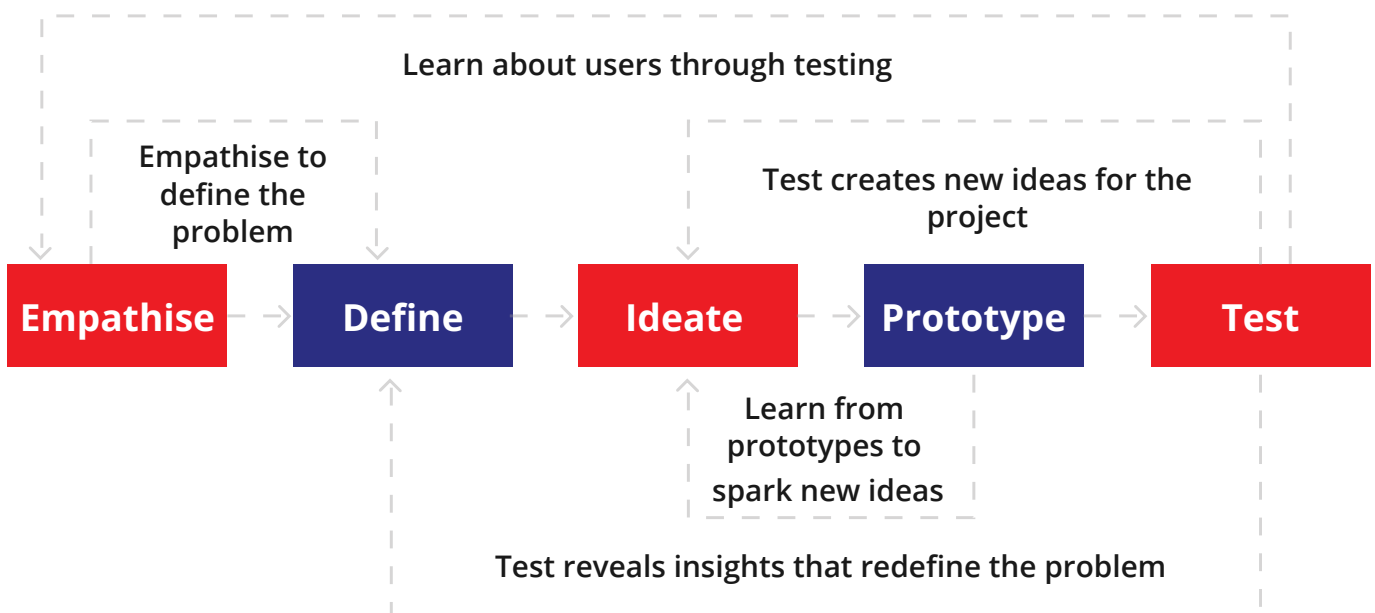 Learn about users through testing
Empathise to
define the
problem
Test creates new ideas for the
project
Empathise
Define
Ideate
Prototype
Test
Learn from
prototypes to
spark new ideas
Test reveals insights that redefine the problem